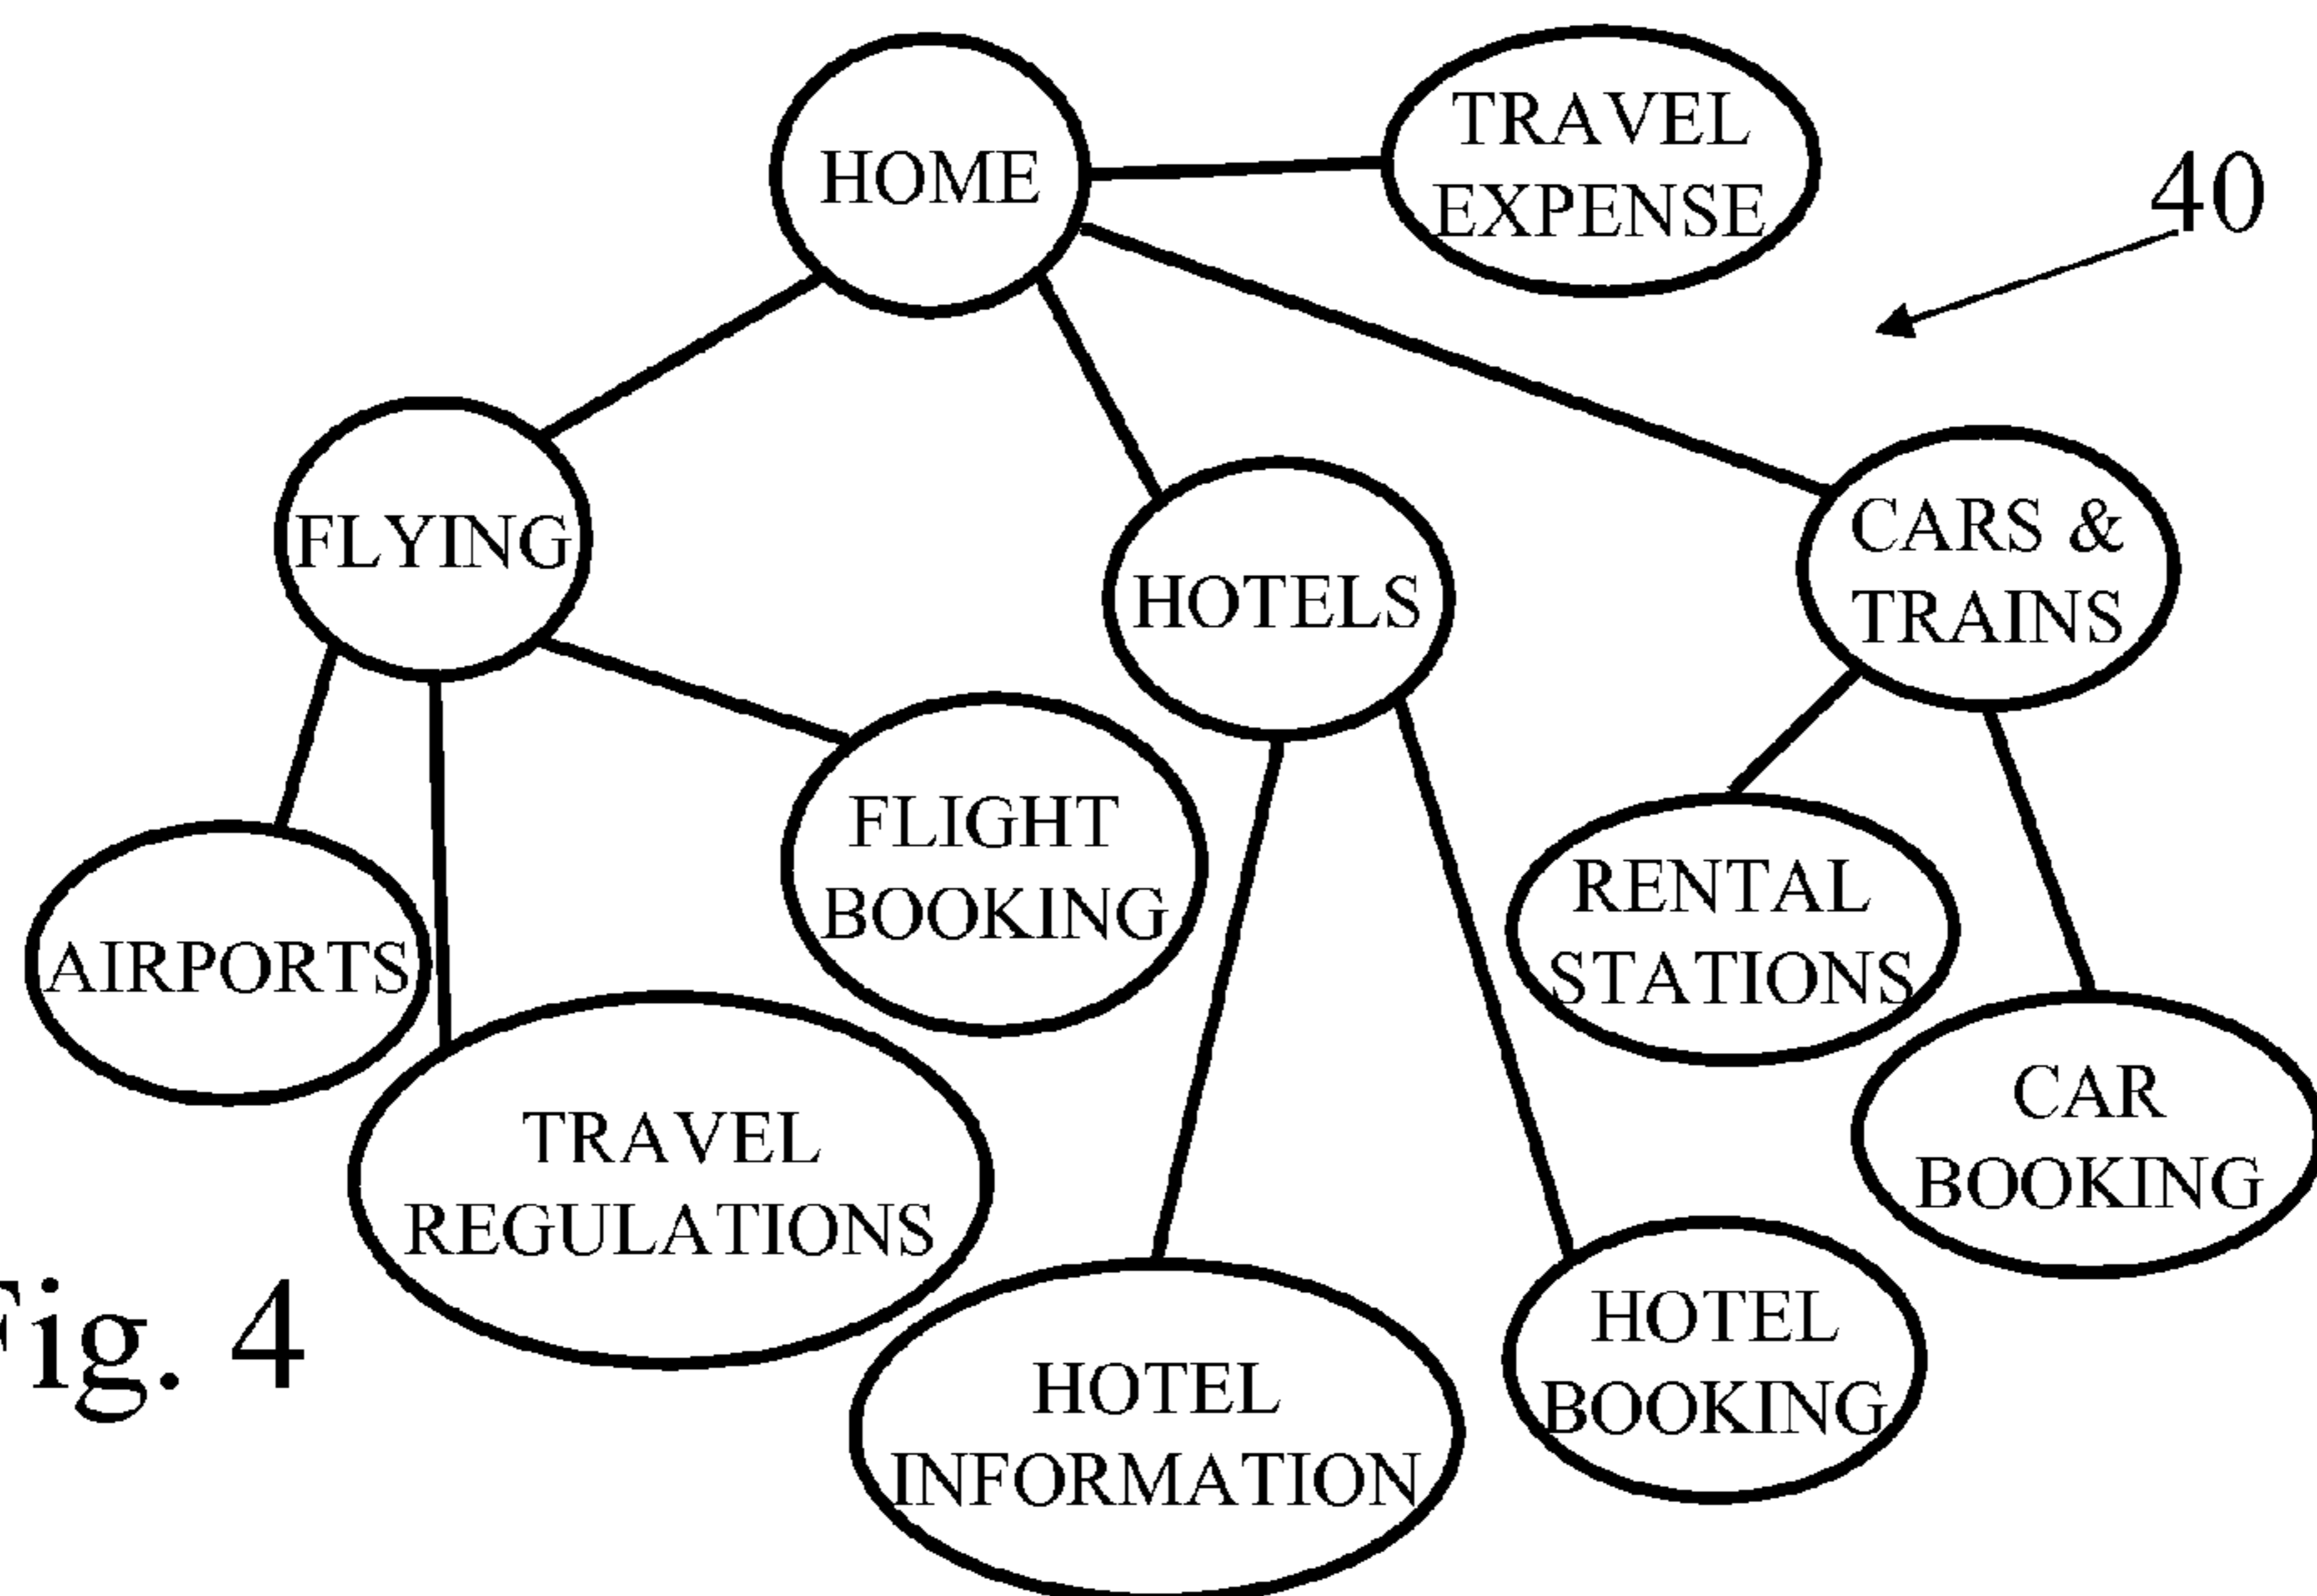 HOME
TRAVEL
EXPENSE
40
FLYING
HOTELS
CARS &
TRAINS
AIRPORTS
FLIGHT
BOOKING
RENTAL
STATIONS
TRAVEL
REGULATIONS
CAR
BOOKING
HOTEL
INFORMATION
HOTEL
BOOKING
Fig. 4